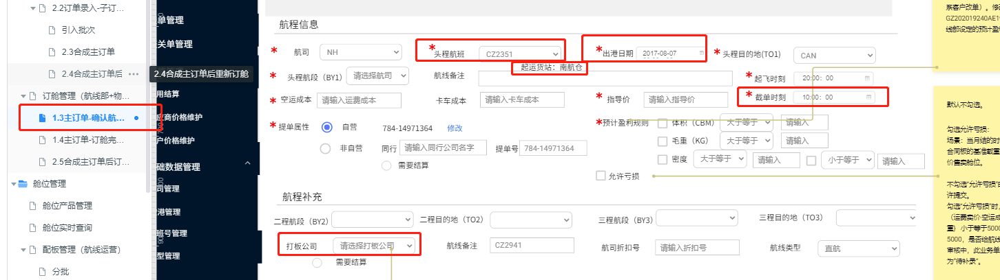 2.2订单录入-子订...
引入批次
2.3合成主订单
2.4合成主订单后 •••
2.4合成主订单后重新订舱
订舱管理（航线部+物...
1.3主订单-确认航...
1.4主订单-订舱完...
2.5合成主订单后订...
舱位管理
舱位产品管理
舱位实时查询
配板管理（航线运营）
分批
单管理
关单管理
用结算
应商价格维护
户价格维护
础数据管理
司管理
港管理
班号管理
型管理
航程信息
* 航司 NH
* 头程航班 CZ2351
* 出港日期 2017-08-07
* 头程目的地(TO1) CAN
起运货站：南航仓
* 头程航段（BY1） 请选择航司
航线备注
* 起飞时刻 20:00：00
* 空运成本 请输入运费成本
卡车成本 请输入卡车成本
* 指导价 请输入指导价
* 截单时刻 10:00：00
* 提单属性 自营 784-14971364 修改
* 预计盈利规则 体积（CBM） 大于等于 请输入
非自营 同行 请输入同行公司名字 提单号 784-14971364
毛重（KG） 大于等于 请输入
需要结算
密度 大于等于 请输入 小于等于 请输入
允许亏损
航程补充
二程航段（BY2）
二程目的地（TO2）
三程航段（BY3）
三程目的地（TO3）
打板公司 请选择打板公司
航线备注 CZ2941
航司折扣号 请输入折扣号
航线类型 直航
需要结算
系客户改单）。修
GZ202019240AE19
线部设定的预计盈
默认不勾选。
勾选允许亏损：
场景：当月结的时
合同板的基准载重
价售卖舱位。
不勾选"允许亏损"
许提交。
勾选"允许亏损"时，
（运费卖价-空运成
重）小于等于5000
5000，是否给航线
审核中，此业务单
为"待补录"。